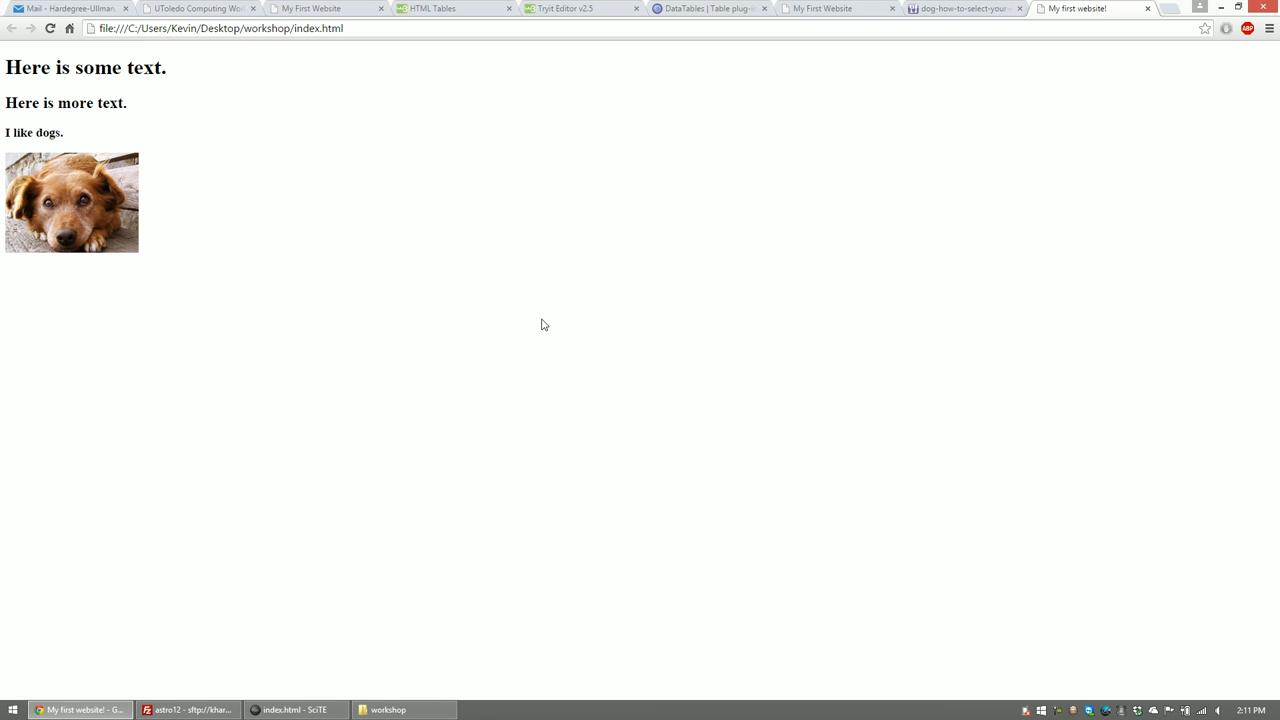 Mail - Hardegree-Ullman,
UToledo Computing Wor
My First Website
HTML Tables
Tryit Editor v2.5
DataTables | Table plug-in
My First Website
dog-how-to-select-your-
My first website!
file:///C:/Users/Kevin/Desktop/workshop/index.html
ABP
Here is some text.
Here is more text.
I like dogs.
My first website! - G...
astro12 - sftp://khar...
index.html - SciTE
workshop
2:11 PM